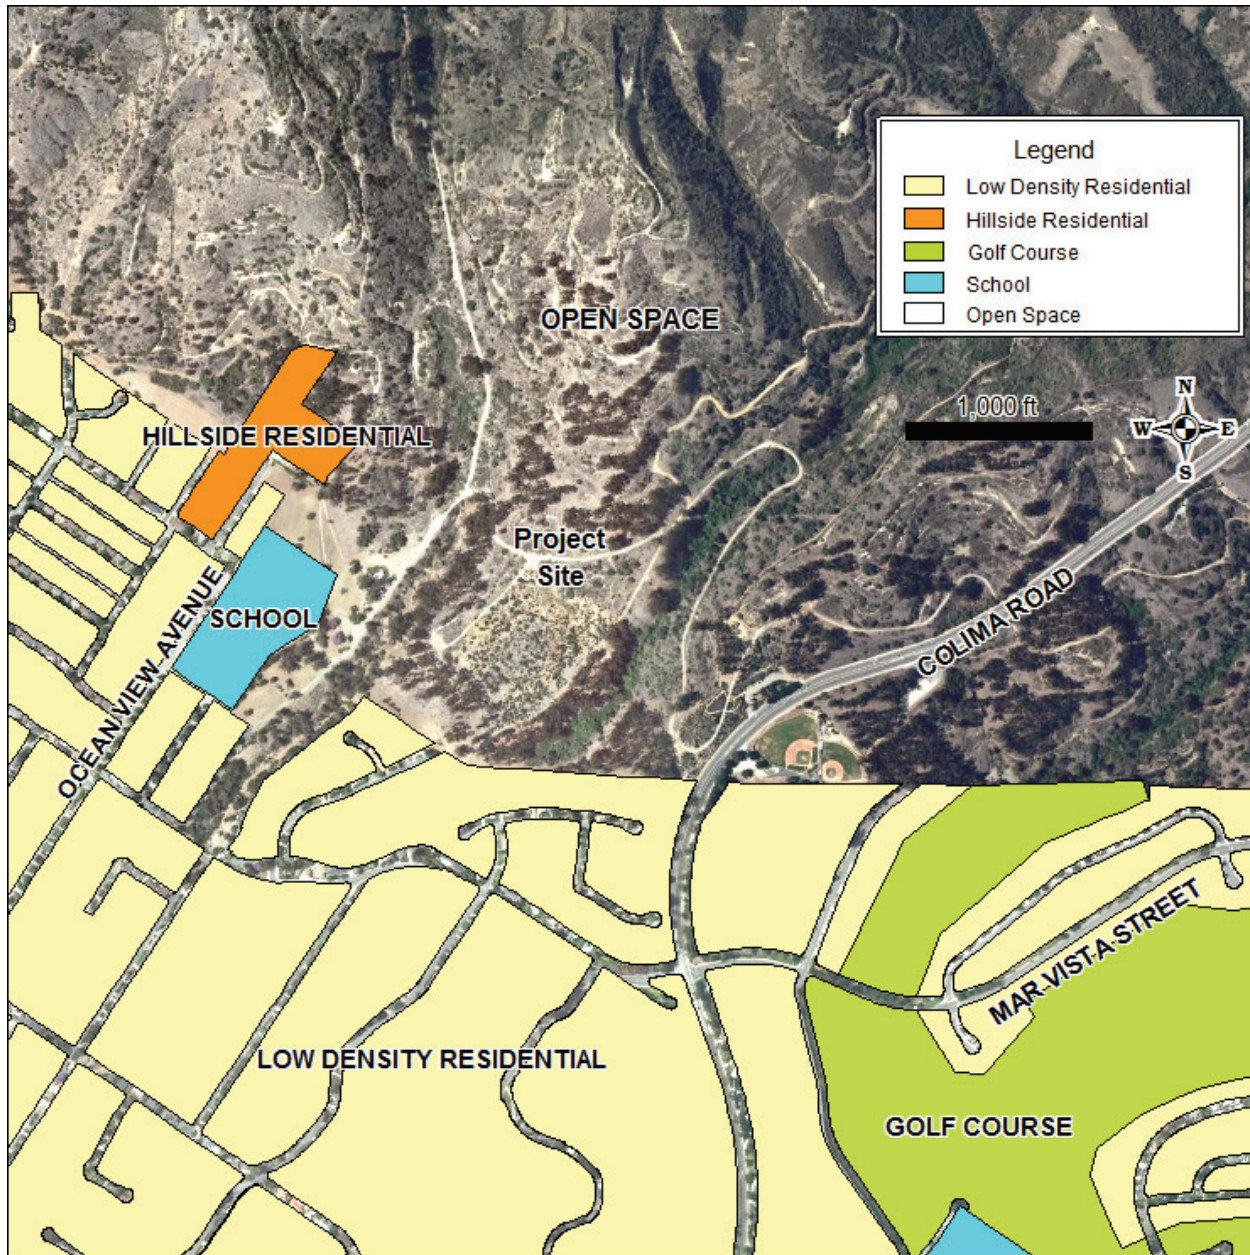 Legend
Low Density Residential
Hillside Residential
Golf Course
School
Open Space
OPEN SPACE
1,000 ft
N
W E
S
HILLSIDE RESIDENTIAL
Project
Site
SCHOOL
COLIMA ROAD
OCEAN VIEW AVENUE
MAR VISTA STREET
LOW DENSITY RESIDENTIAL
GOLF COURSE